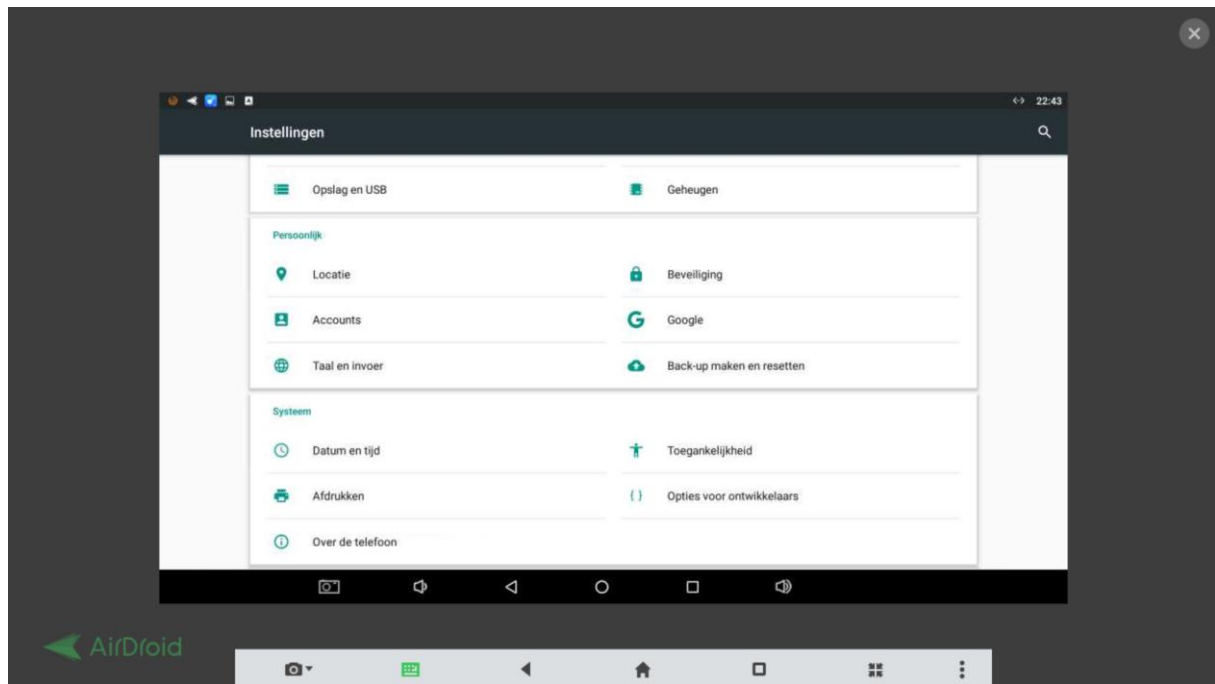 22:43
Instellingen
Opslag en USB
Geheugen
Persoonlijk
Locatie
Beveiliging
Accounts
Google
Taal en invoer
Back-up maken en resetten
Systeem
Datum en tijd
Toegankelijkheid
Afdrukken
{ } Opties voor ontwikkelaars
Over de telefoon
AirDroid